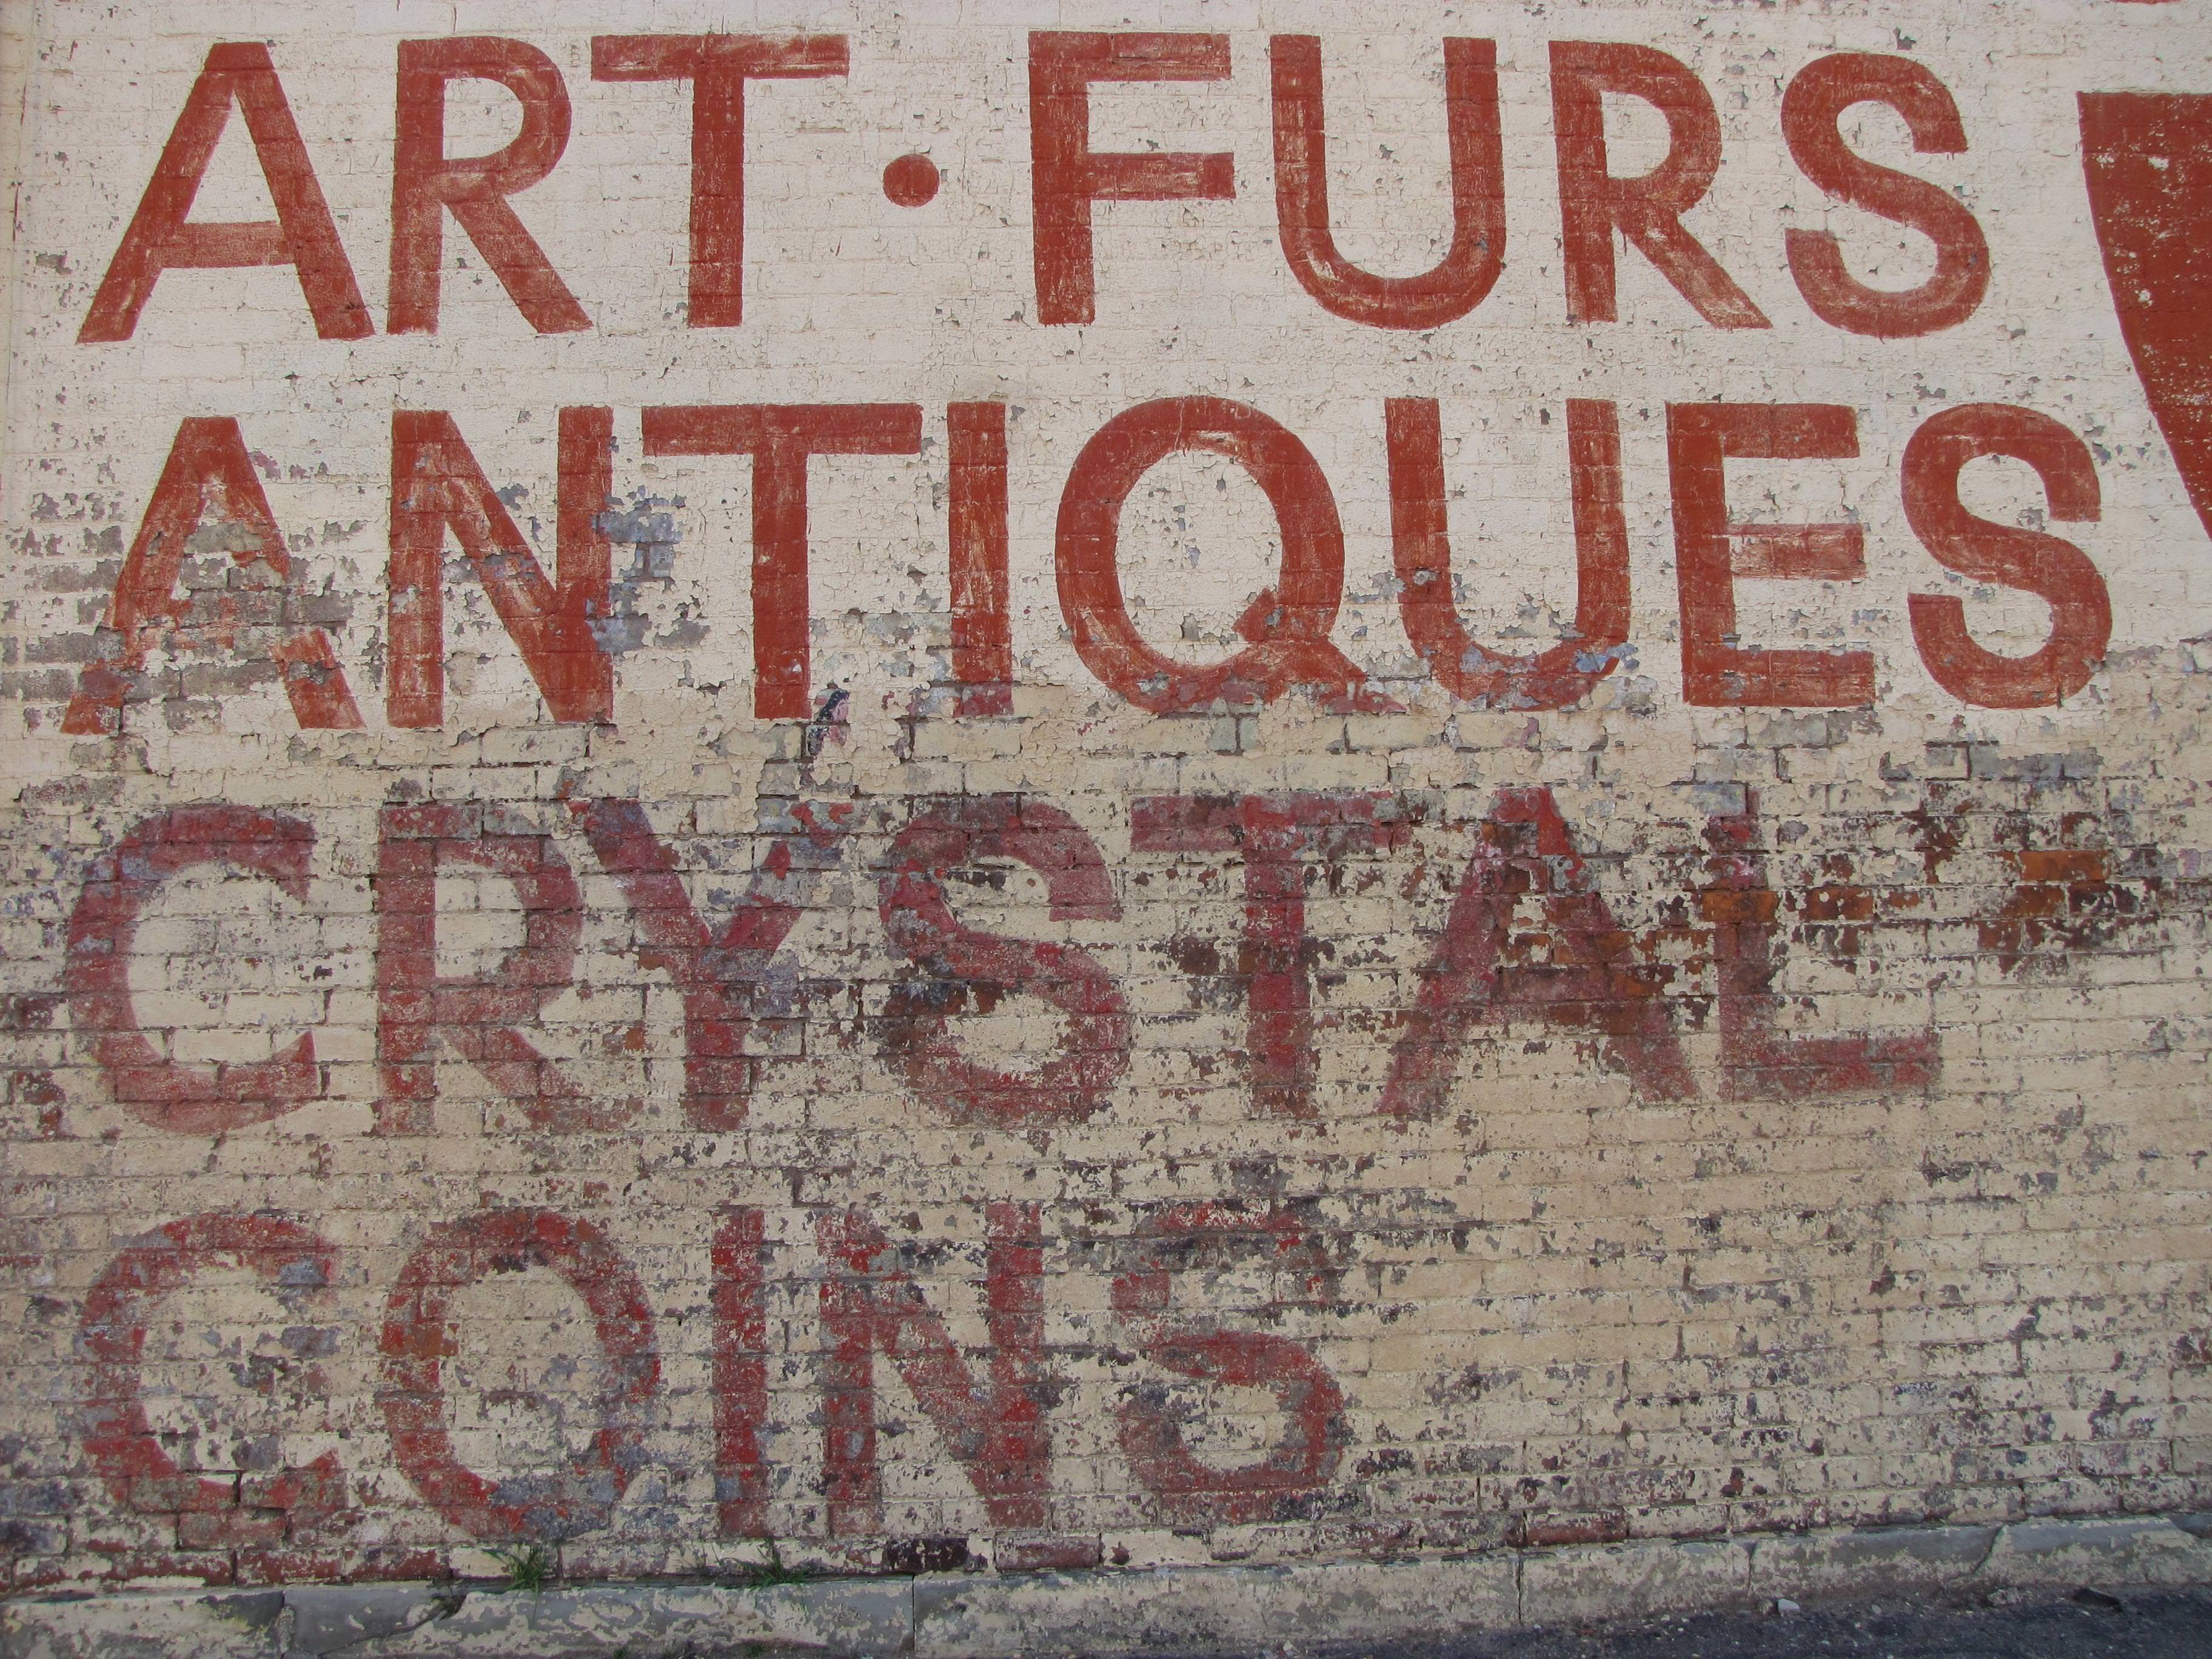 ART · FURS
ANTIQUES
CRYSTAL
COINS